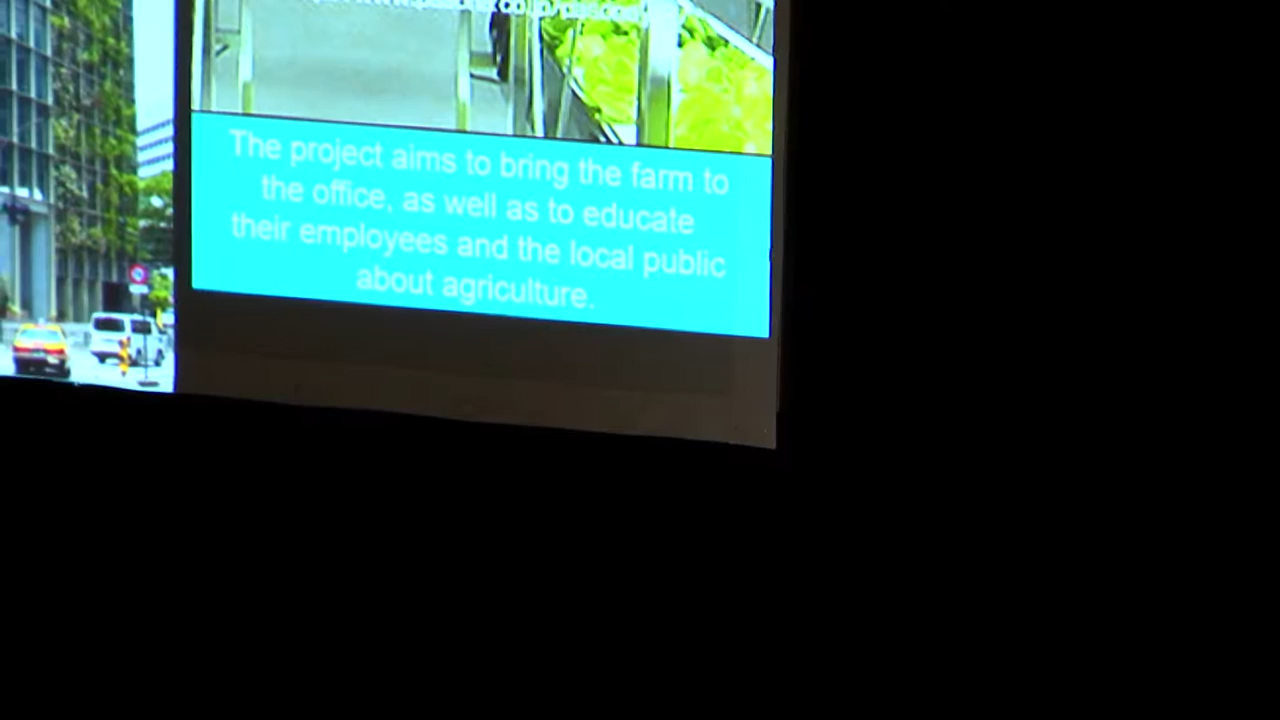 The project aims to bring the farm to
the office, as well as to educate
their employees and the local public
about agriculture.